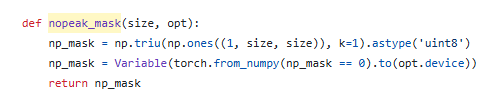 def nopeak_mask(size, opt):
    np_mask = np.triu(np.ones((1, size, size)), k=1).astype('uint8')
    np_mask = Variable(torch.from_numpy(np_mask == 0).to(opt.device))
    return np_mask